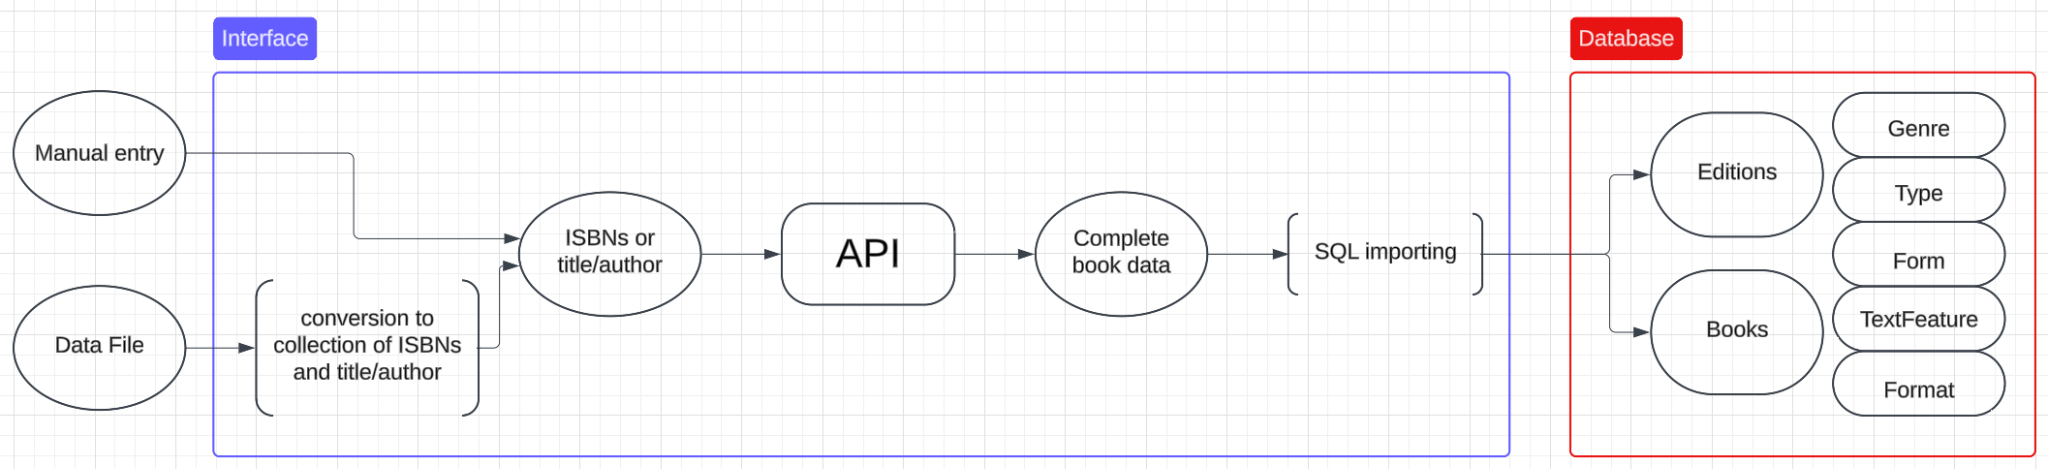 Interface
Database
Manual entry
Data File
conversion to
collection of ISBNs
and title/author
ISBNs or
title/author
API
Complete
book data
SQL importing
Editions
Books
Genre
Type
Form
TextFeature
Format